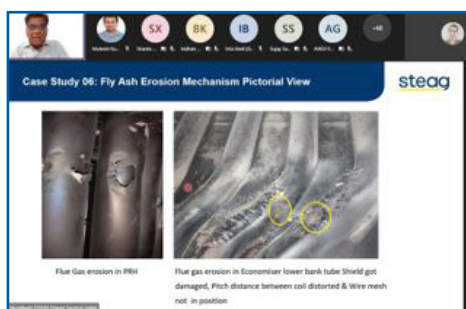 SX
BK
IB
SS
AG
Case Study 06: Fly Ash Erosion Mechanism Pictorial View
steag
Flue Gas erosion in PRH
Flue gas erosion in Economiser lower bank tube Shield got
damaged, Pitch distance between coil distorted & Wire mesh
not in position